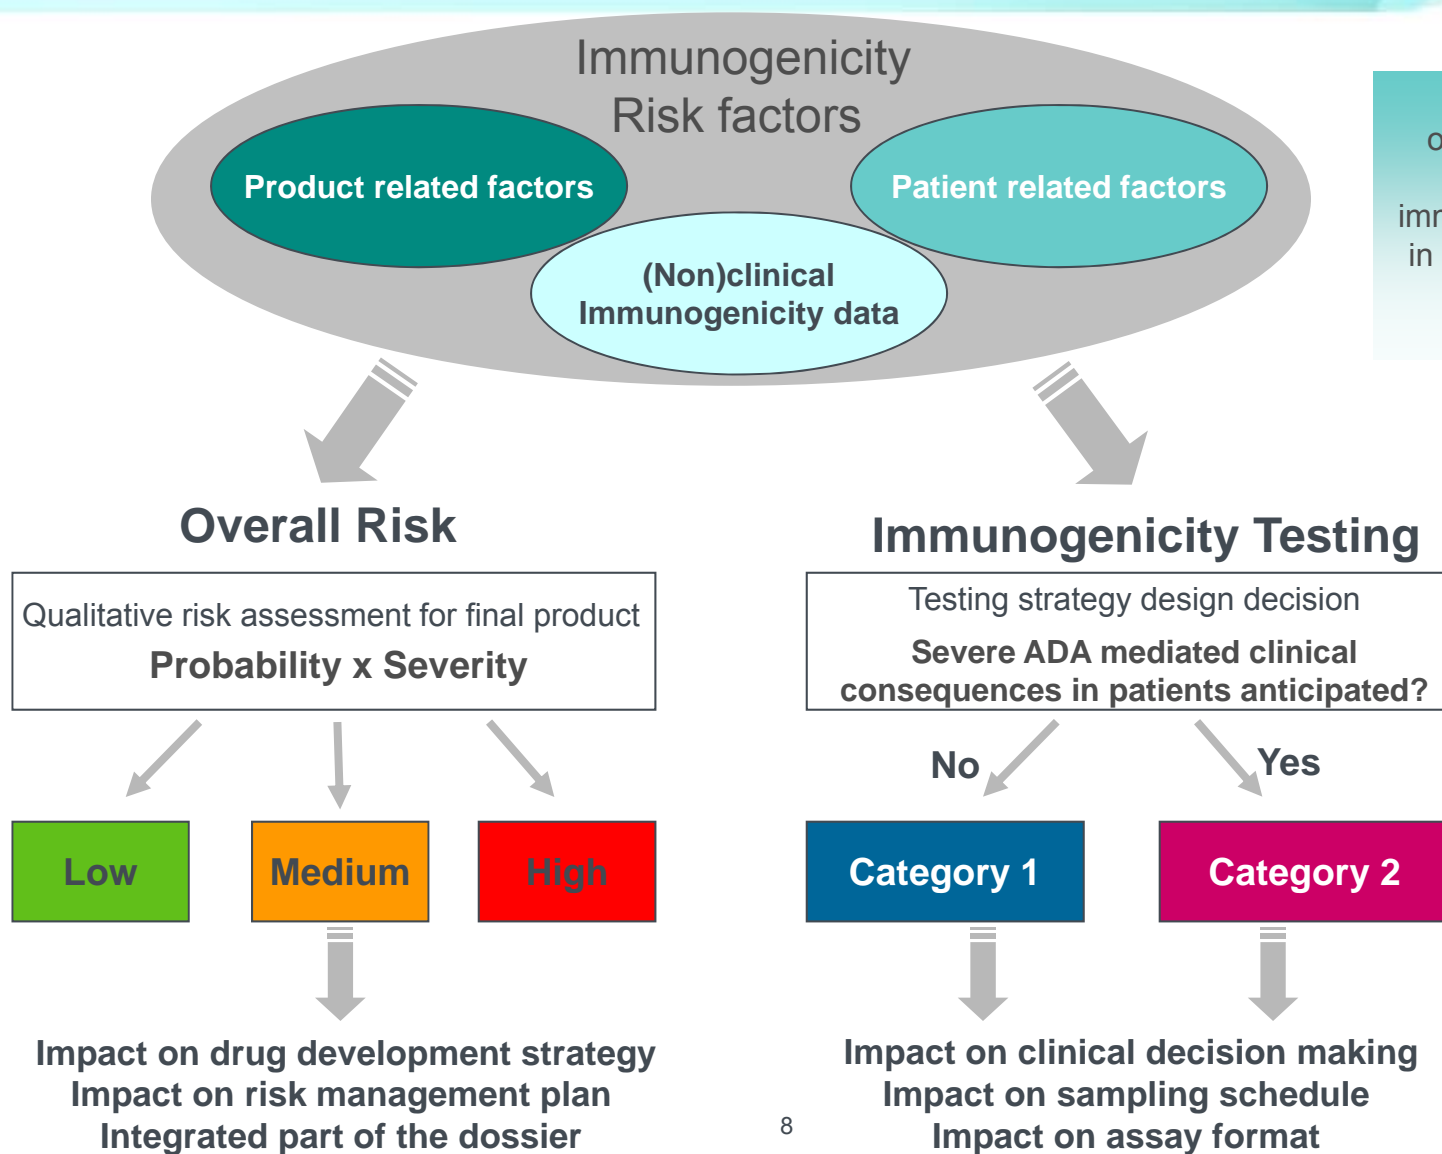 Immunogenicity
Risk factors
Product related factors
Patient related factors
(Non)clinical
Immunogenicity data
in
Overall Risk
Qualitative risk assessment for final product
Probability x Severity
Low
Medium
High
Impact on drug development strategy
Impact on risk management plan
Integrated part of the dossier
Immunogenicity Testing
Testing strategy design decision
Severe ADA mediated clinical
consequences in patients anticipated?
No
Yes
Category 1
Category 2
Impact on clinical decision making
Impact on sampling schedule
Impact on assay format
8